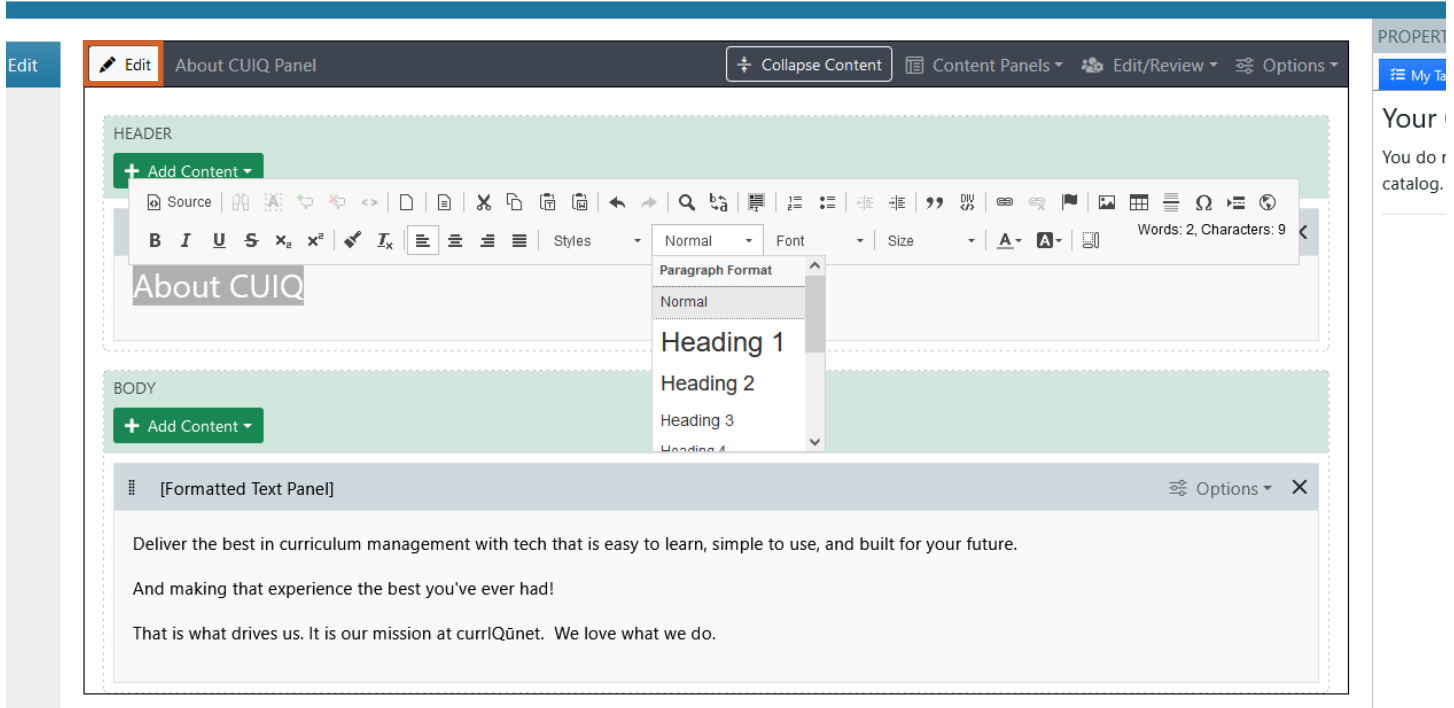 PROPERT
Edit
Edit About CUIQ Panel Collapse Content Content Panels Edit/Review Options
My Ta
HEADER
Your
You do
Add Content
catalog.
Source
B I U S x₂ x² Ix Styles Normal Font Size A A Words: 2, Characters: 9
About CUIQ
Paragraph Format
Normal
Heading 1
Heading 2
Heading 3
Heading 4
BODY
Add Content
[Formatted Text Panel] Options
Deliver the best in curriculum management with tech that is easy to learn, simple to use, and built for your future.
And making that experience the best you've ever had!
That is what drives us. It is our mission at currIQūnet. We love what we do.